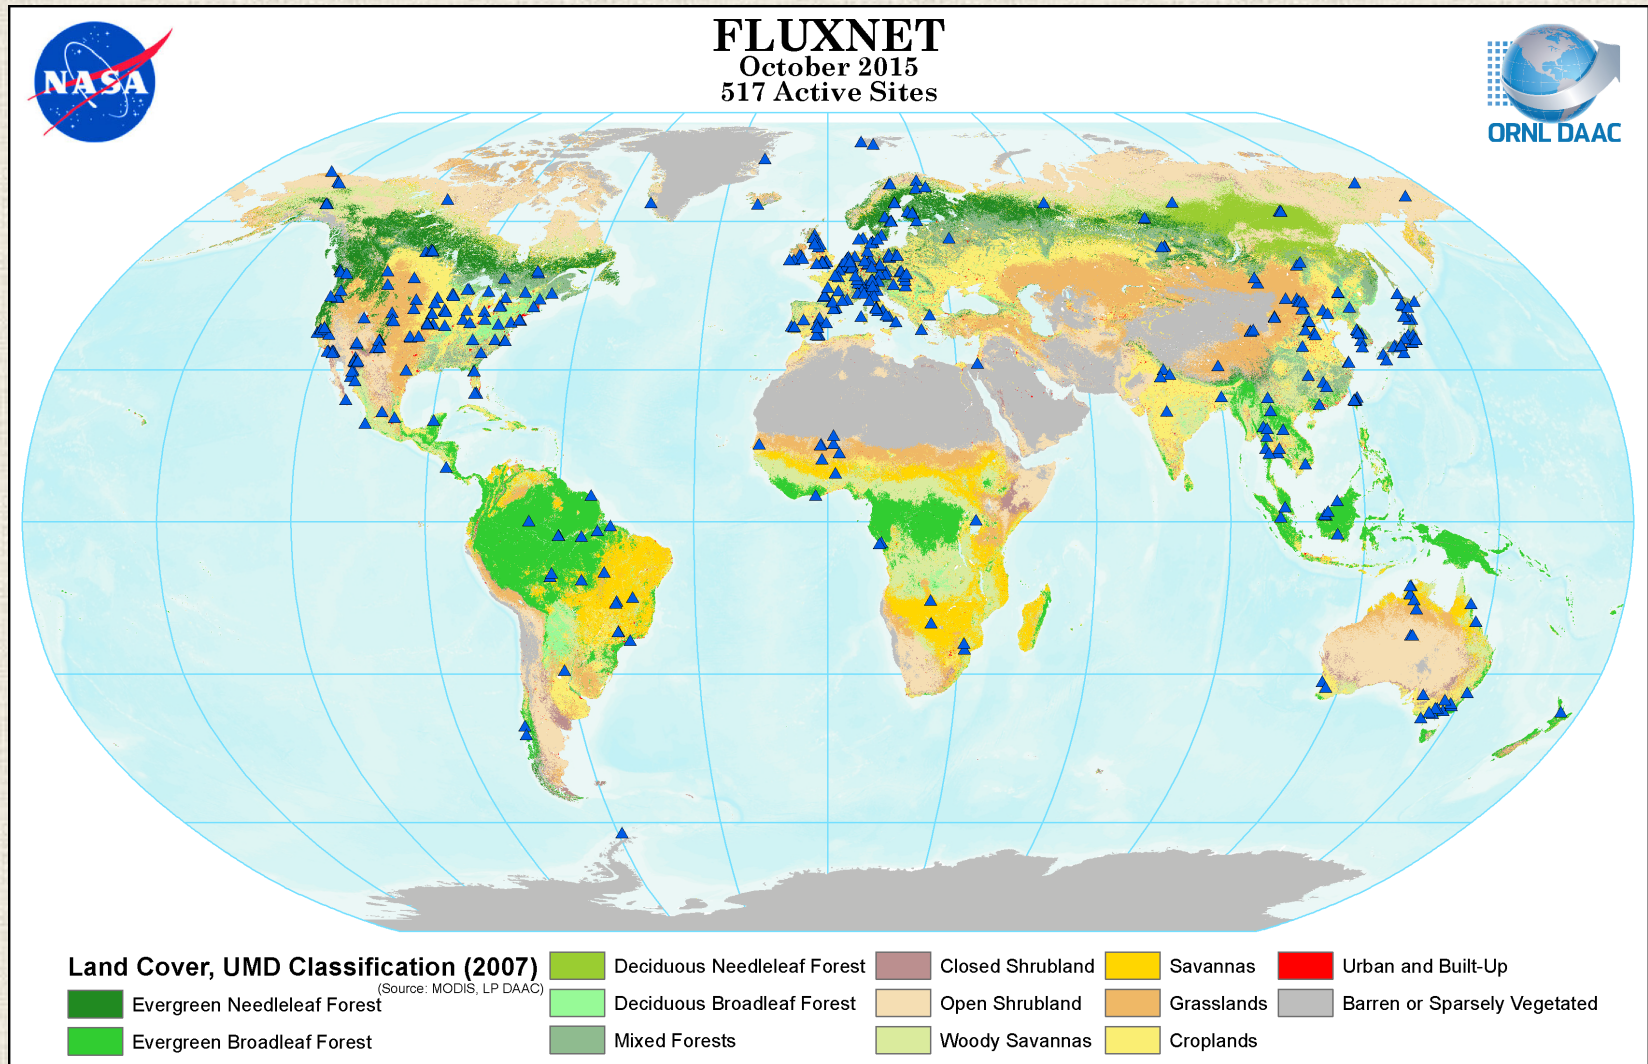 FLUXNET
October 2015
517 Active Sites
NASA
ORNL DAAC
Land Cover, UMD Classification (2007)
(Source: MODIS, LP DAAC)
Evergreen Needleleaf Forest
Evergreen Broadleaf Forest
Deciduous Needleleaf Forest
Deciduous Broadleaf Forest
Mixed Forests
Closed Shrubland
Open Shrubland
Woody Savannas
Savannas
Grasslands
Croplands
Urban and Built-Up
Barren or Sparsely Vegetated